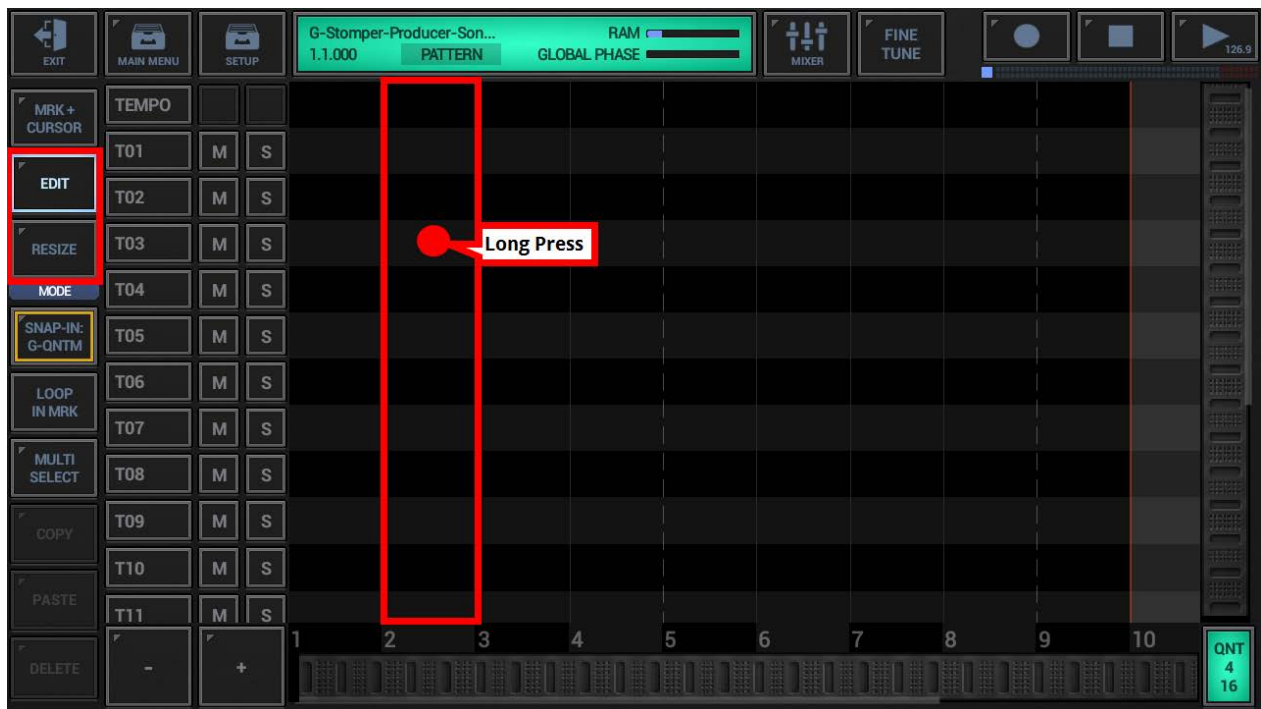 G-Stomper-Producer-Son...
RAM
1.1.000
PATTERN
GLOBAL PHASE
EXIT
MAIN MENU
SETUP
MIXER
FINE
TUNE
126.9
MRK +
CURSOR
TEMPO
EDIT
T01
M
S
T02
M
S
RESIZE
T03
M
S
Long Press
MODE
T04
M
S
SNAP-IN:
G-QNTM
T05
M
S
LOOP
IN MRK
T06
M
S
T07
M
S
MULTI
SELECT
T08
M
S
COPY
T09
M
S
T10
M
S
PASTE
T11
M
S
DELETE
-
+
1
2
3
4
5
6
7
8
9
10
QNT
4
16